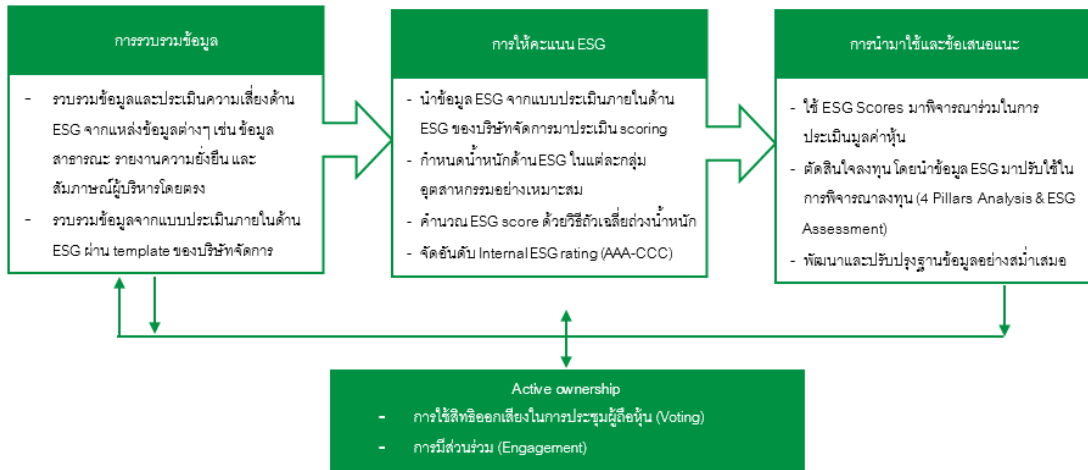 การรวบรวมข้อมูล
- รวบรวมข้อมูลและประเมินความเสี่ยงด้าน
ESG จากแหล่งข้อมูลต่างๆ เช่น ข้อมูล
สาธารณะ รายงานความยั่งยืน และ
สัมภาษณ์ผู้บริหารโดยตรง
- รวบรวมข้อมูลจากแบบประเมินภายในด้าน
ESG ผ่าน template ของบริษัทจัดการ
การให้คะแนน ESG
- นำข้อมูล ESG จากแบบประเมินภายในด้าน
ESG ของบริษัทจัดการมาประเมิน scoring
- กำหนดน้ำหนักด้าน ESG ในแต่ละกลุ่ม
อุตสาหกรรมอย่างเหมาะสม
- คำนวณ ESG score ด้วยวิธีถัวเฉลี่ยถ่วงน้ำหนัก
- จัดอันดับ Internal ESG rating (AAA-CCC)
การนำมาใช้และข้อเสนอแนะ
- ใช้ ESG Scores มาพิจารณาร่วมในการ
ประเมินมูลค่าหุ้น
- ตัดสินใจลงทุน โดยนำข้อมูล ESG มาปรับใช้ใน
การพิจารณาลงทุน (4 Pillars Analysis & ESG
Assessment)
- พัฒนาและปรับปรุงฐานข้อมูลอย่างสม่ำเสมอ
Active ownership
- การใช้สิทธิออกเสียงในการประชุมผู้ถือหุ้น (Voting)
- การมีส่วนร่วม (Engagement)